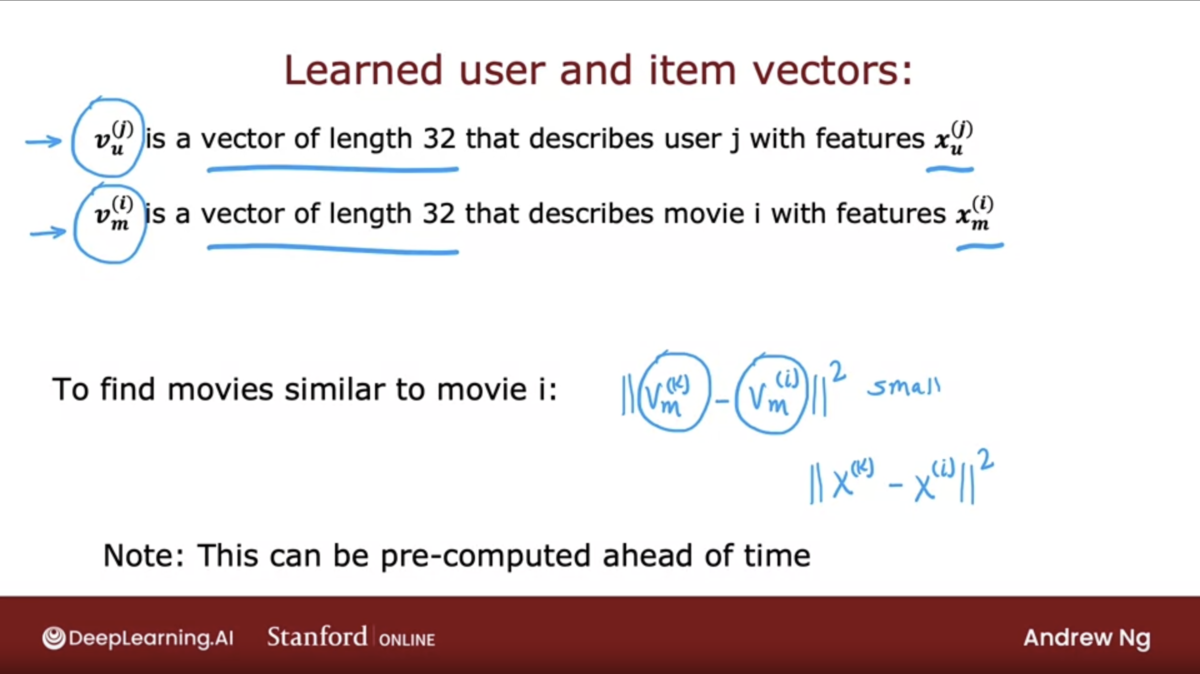 Learned user and item vectors:
→ v_u^(j) is a vector of length 32 that describes user j with features x_u^(j)
→ v_m^(i) is a vector of length 32 that describes movie i with features x_m^(i)
To find movies similar to movie i: ||v_m^(k) - v_m^(i)||^2 small
||x^(k) - x^(i)||^2
Note: This can be pre-computed ahead of time
DeepLearning.AI Stanford ONLINE Andrew Ng